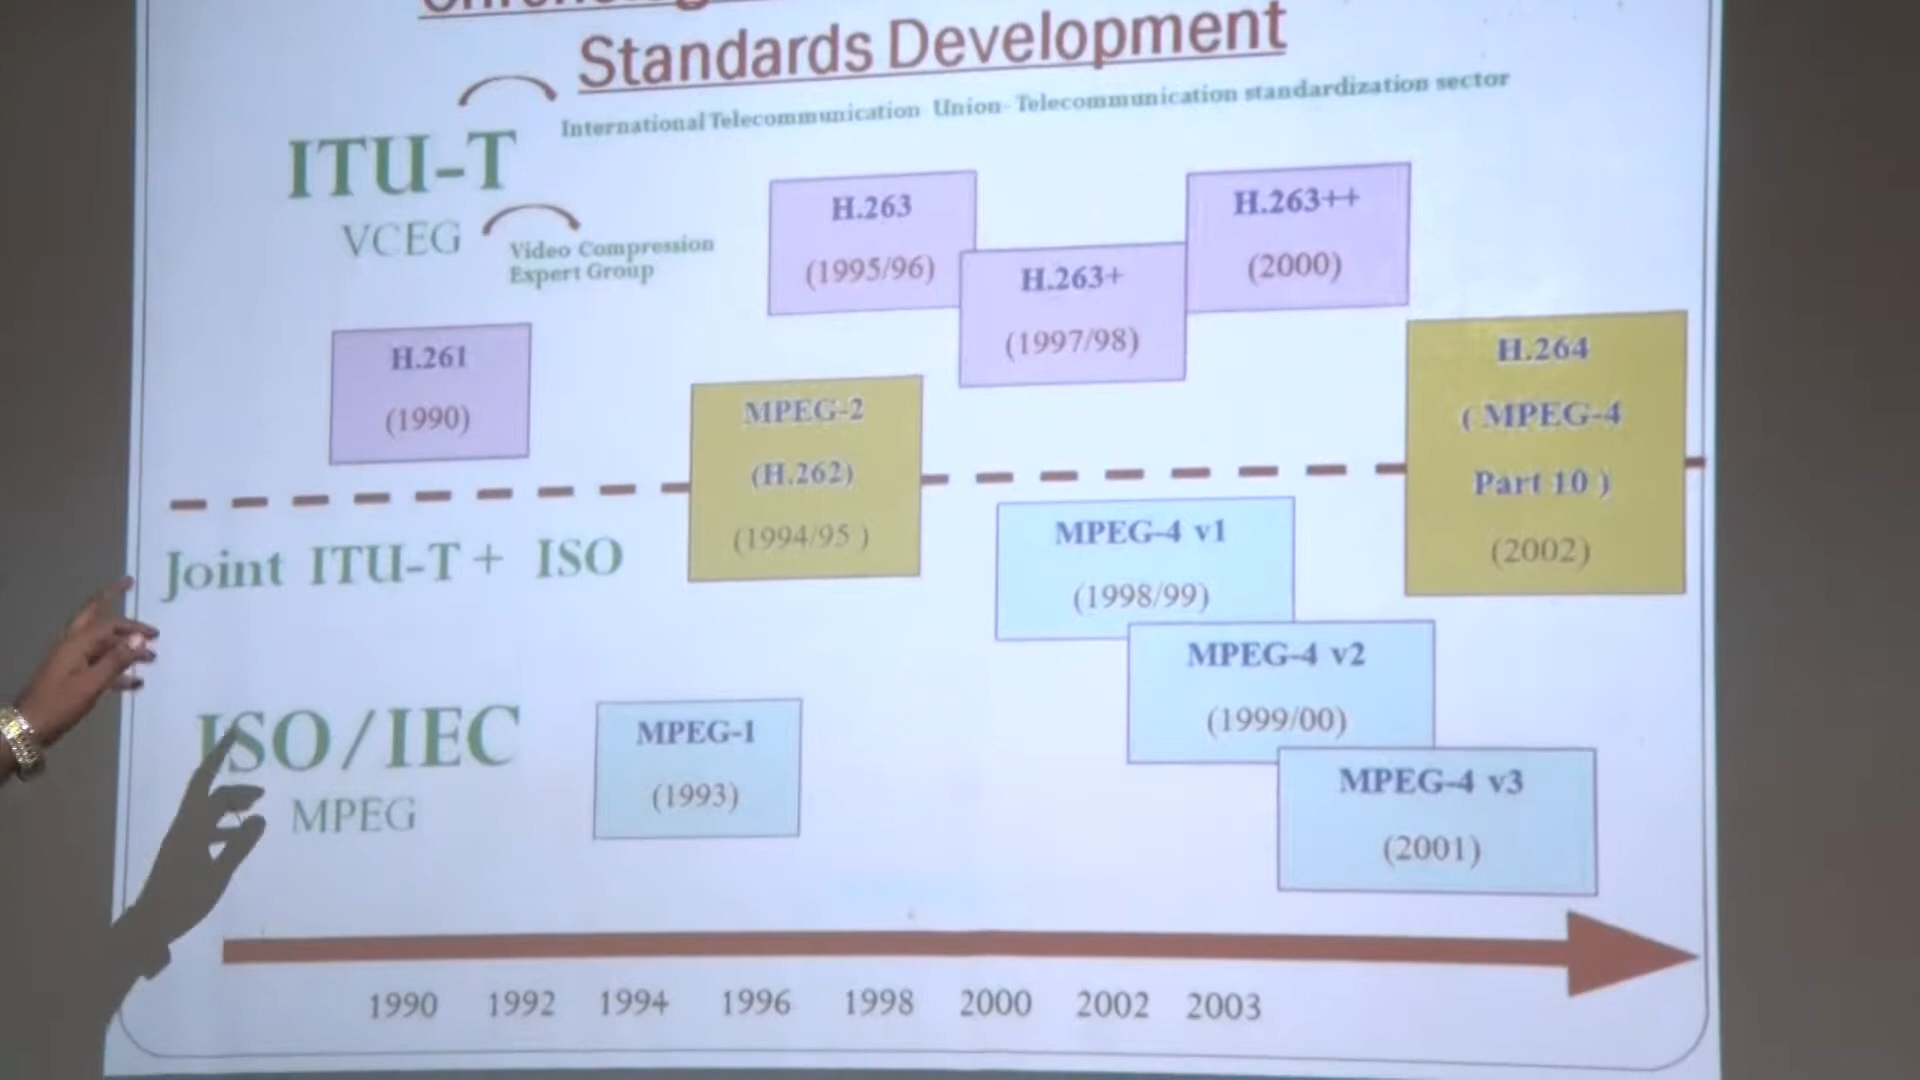 Standards Development
International Telecommunication Union- Telecommunication standardization sector
ITU-T
VCEG
Video Compression
Expert Group
H.263
(1995/96)
H.263+
(1997/98)
H.263++
(2000)
H.261
(1990)
MPEG-2
(H.262)
(1994/95 )
H.264
( MPEG-4
Part 10 )
(2002)
Joint ITU-T + ISO
MPEG-4 v1
(1998/99)
MPEG-4 v2
(1999/00)
MPEG-4 v3
(2001)
ISO/IEC
MPEG
MPEG-1
(1993)
1990 1992 1994 1996 1998 2000 2002 2003